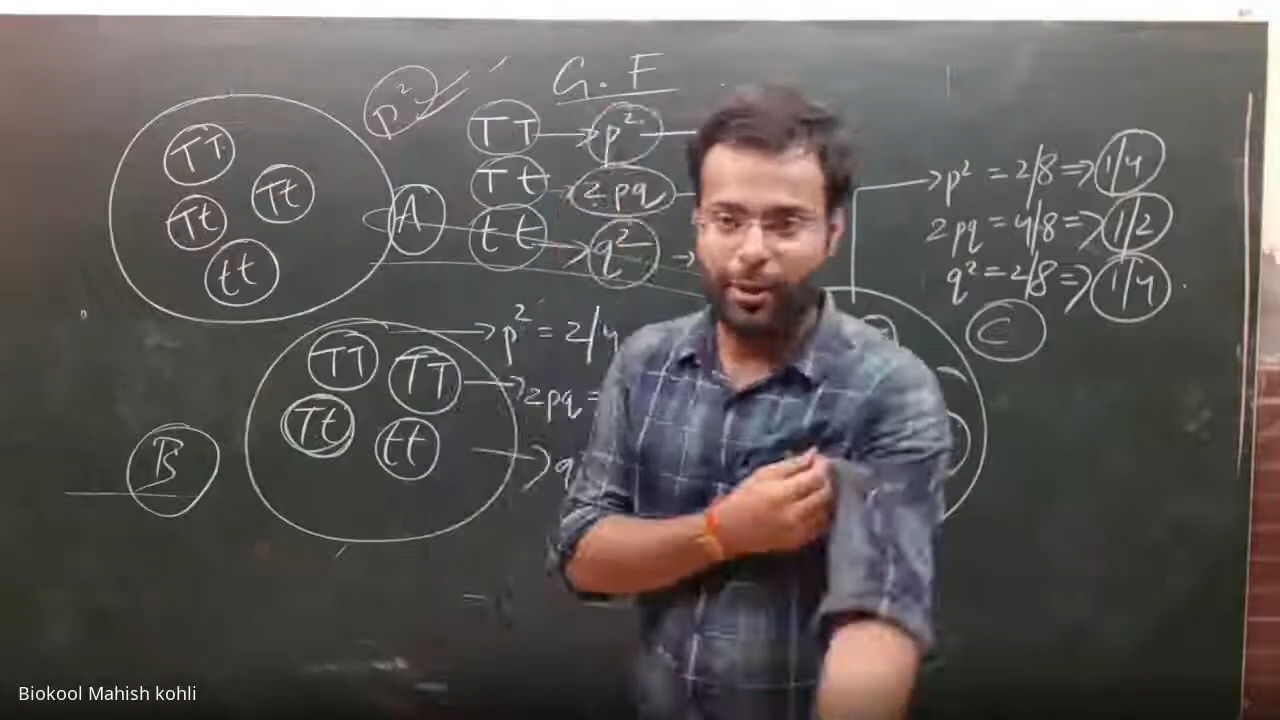 G.F
p²
TT → p²
Tt → 2pq
tt → q²
A
TT
Tt
Tt
tt
p² = 2/8 => 1/4
2pq = 4/8 => 1/2
q² = 2/8 => 1/4
C
B
TT TT
Tt tt
→ p² = 2/4
→ 2pq =
→ q
Biokool Mahish kohli